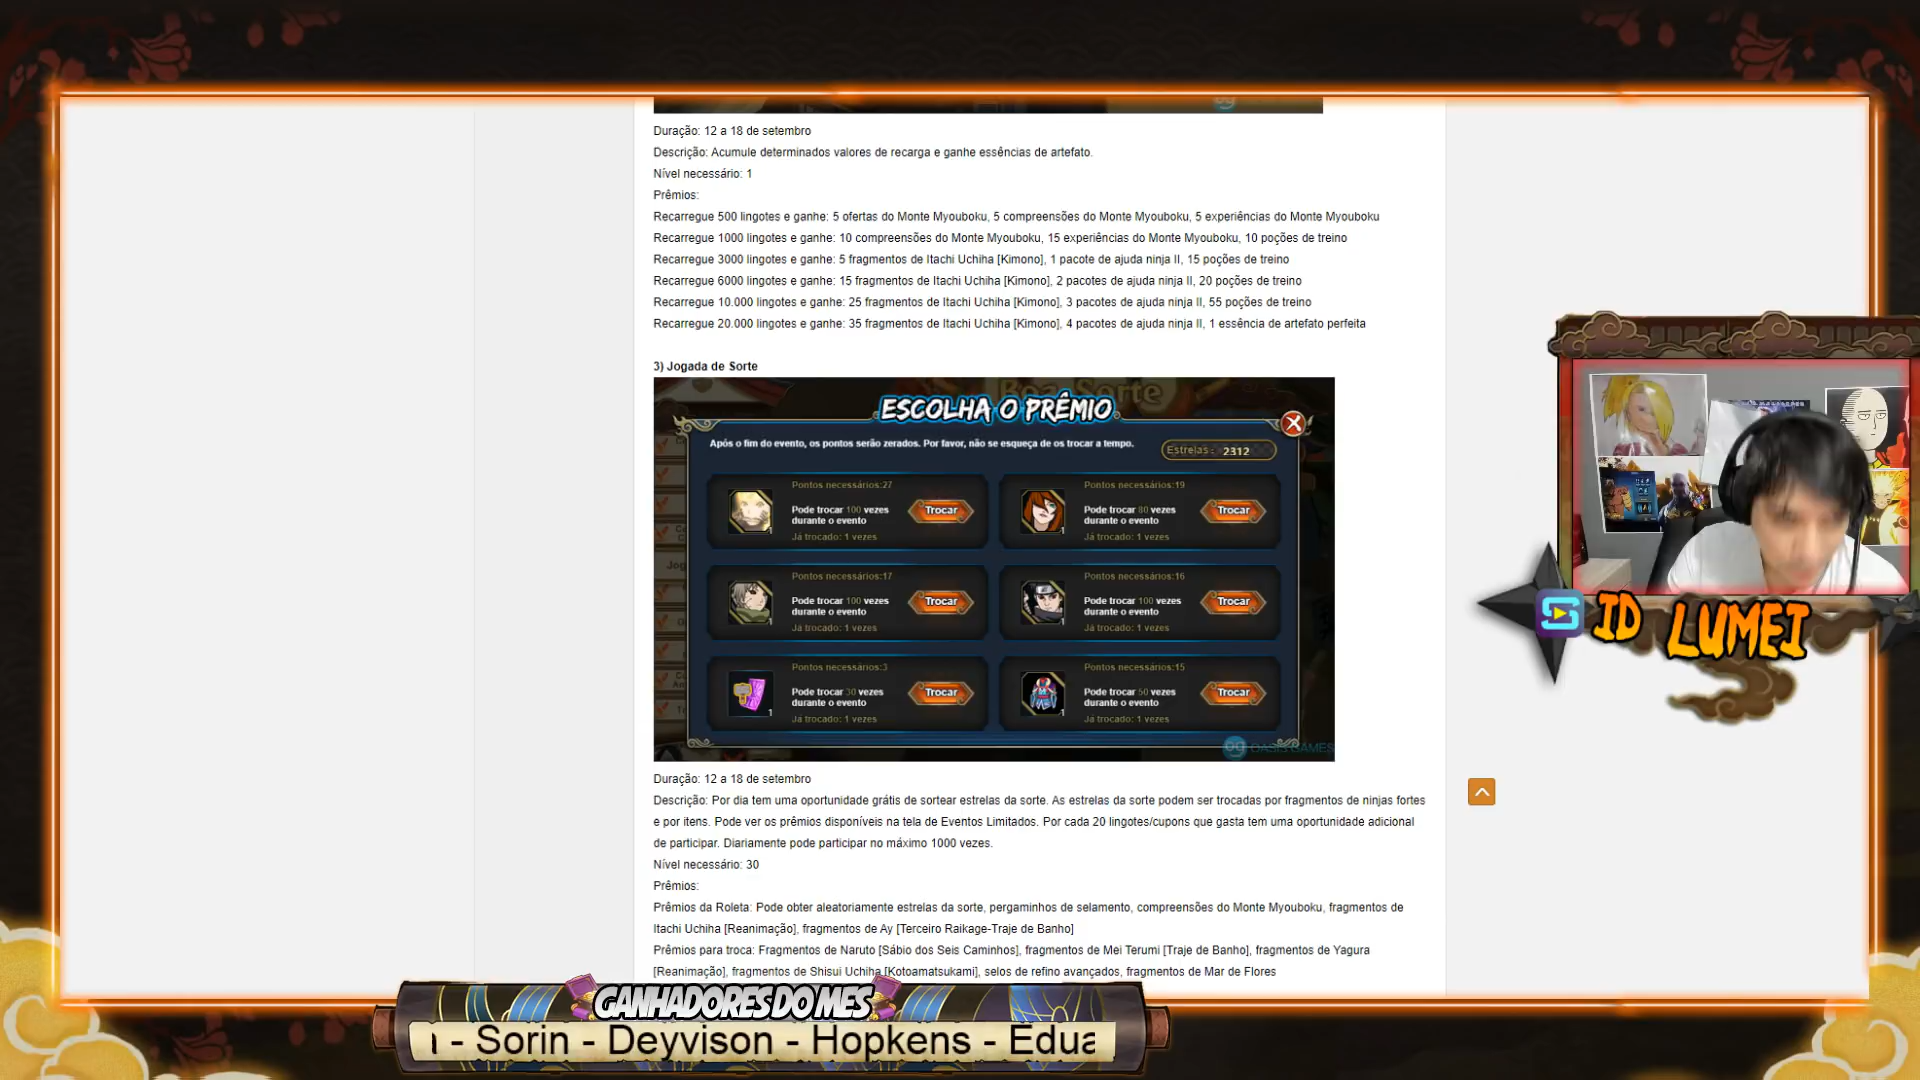 Duração: 12 a 18 de setembro
Descrição: Acumule determinados valores de recarga e ganhe essências de artefato.
Nível necessário: 1
Prêmios:
Recarregue 500 lingotes e ganhe: 5 ofertas do Monte Myouboku, 5 compreensões do Monte Myouboku, 5 experiências do Monte Myouboku
Recarregue 1000 lingotes e ganhe: 10 compreensões do Monte Myouboku, 15 experiências do Monte Myouboku, 10 poções de treino
Recarregue 3000 lingotes e ganhe: 5 fragmentos de Itachi Uchiha [Kimono], 1 pacote de ajuda ninja II, 15 poções de treino
Recarregue 6000 lingotes e ganhe: 15 fragmentos de Itachi Uchiha [Kimono], 2 pacotes de ajuda ninja II, 20 poções de treino
Recarregue 10.000 lingotes e ganhe: 25 fragmentos de Itachi Uchiha [Kimono], 3 pacotes de ajuda ninja II, 55 poções de treino
Recarregue 20.000 lingotes e ganhe: 35 fragmentos de Itachi Uchiha [Kimono], 4 pacotes de ajuda ninja II, 1 essência de artefato perfeita
3) Jogada de Sorte
Boa Sorte
ESCOLHA O PRÊMIO
Após o fim do evento, os pontos serão zerados. Por favor, não se esqueça de os trocar a tempo.
Estrelas: 2312
Pontos necessários:27
Pode trocar 100 vezes
durante o evento
Já trocado: 1 vezes
Trocar
Pontos necessários:19
Pode trocar 80 vezes
durante o evento
Já trocado: 1 vezes
Trocar
Pontos necessários:17
Pode trocar 100 vezes
durante o evento
Já trocado: 1 vezes
Trocar
Pontos necessários:16
Pode trocar 100 vezes
durante o evento
Já trocado: 1 vezes
Trocar
Pontos necessários:3
Pode trocar 30 vezes
durante o evento
Já trocado: 1 vezes
Trocar
Pontos necessários:15
Pode trocar 50 vezes
durante o evento
Já trocado: 1 vezes
Trocar
OASIS GAMES
Duração: 12 a 18 de setembro
Descrição: Por dia tem uma oportunidade grátis de sortear estrelas da sorte. As estrelas da sorte podem ser trocadas por fragmentos de ninjas fortes
e por itens. Pode ver os prêmios disponíveis na tela de Eventos Limitados. Por cada 20 lingotes/cupons que gasta tem uma oportunidade adicional
de participar. Diariamente pode participar no máximo 1000 vezes.
Nível necessário: 30
Prêmios:
Prêmios da Roleta: Pode obter aleatoriamente estrelas da sorte, pergaminhos de selamento, compreensões do Monte Myouboku, fragmentos de
Itachi Uchiha [Reanimação], fragmentos de Ay [Terceiro Raikage-Traje de Banho]
Prêmios para troca: Fragmentos de Naruto [Sábio dos Seis Caminhos], fragmentos de Mei Terumi [Traje de Banho], fragmentos de Yagura
[Reanimação], fragmentos de Shisui Uchiha [Kotoamatsukami], selos de refino avançados, fragmentos de Mar de Flores
ID LUMEI
GANHADORES DO MES
- Sorin - Deyvison - Hopkens - Edua